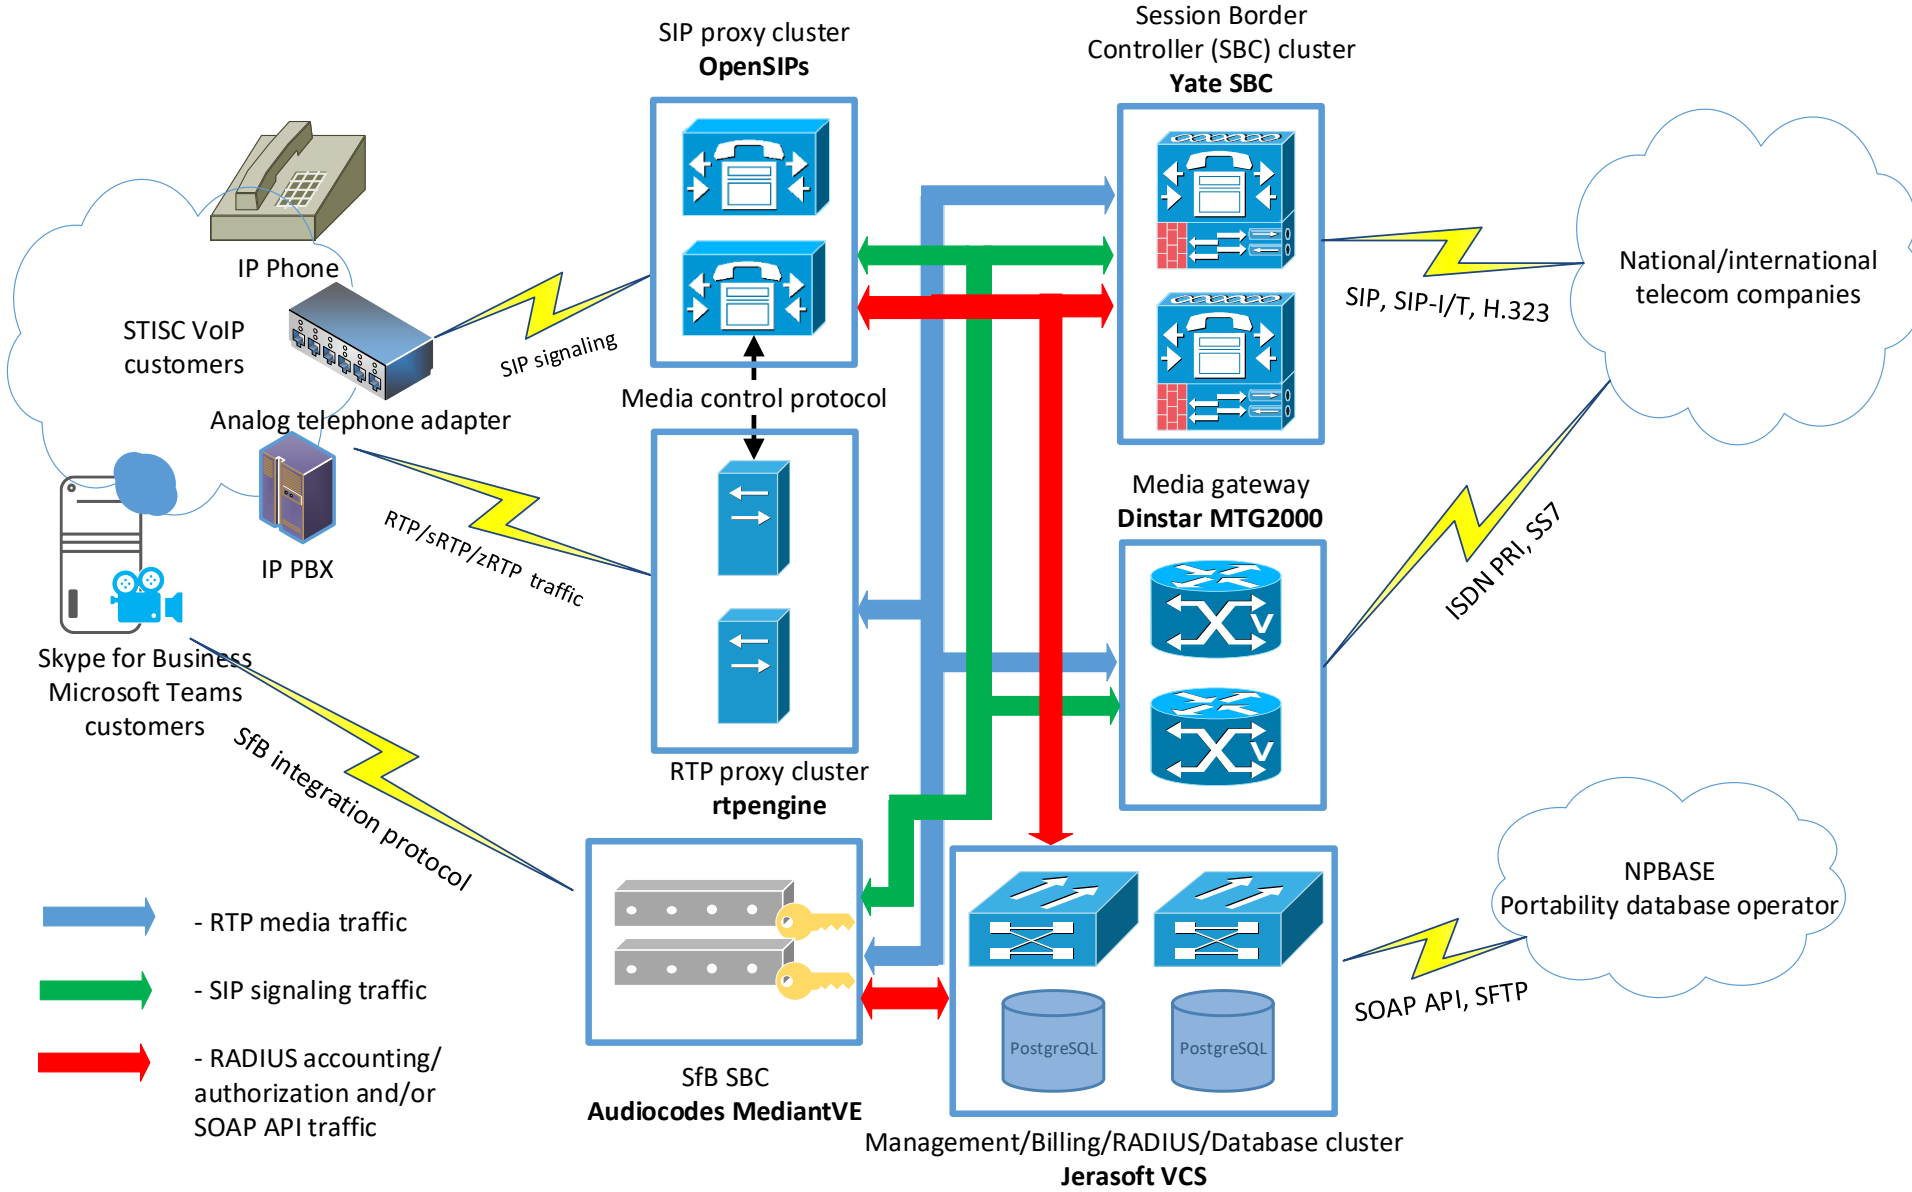 SIP proxy cluster
OpenSIPs
Session Border
Controller (SBC) cluster
Yate SBC
IP Phone
STISC VoIP
customers
Analog telephone adapter
IP PBX
Skype for Business
Microsoft Teams
customers
SIP signaling
Media control protocol
RTP/sRTP/zRTP traffic
SfB integration protocol
RTP proxy cluster
rtpengine
SIP, SIP-I/T, H.323
National/international
telecom companies
Media gateway
Dinstar MTG2000
V
V
ISDN PRI, SS7
NPBASE
Portability database operator
SOAP API, SFTP
PostgreSQL
PostgreSQL
SfB SBC
Audiocodes MediantVE
Management/Billing/RADIUS/Database cluster
Jerasoft VCS
- RTP media traffic
- SIP signaling traffic
- RADIUS accounting/
authorization and/or
SOAP API traffic